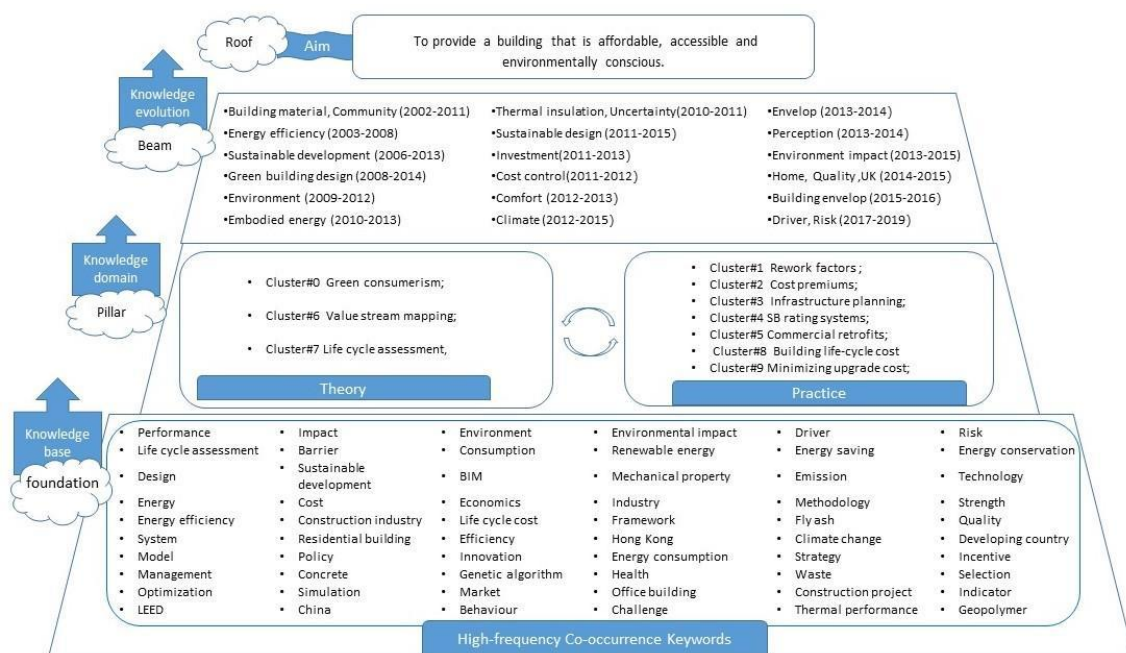 Roof
Aim
To provide a building that is affordable, accessible and
environmentally conscious.
Knowledge
evolution
Beam
•Building material, Community (2002-2011)
•Energy efficiency (2003-2008)
•Sustainable development (2006-2013)
•Green building design (2008-2014)
•Environment (2009-2012)
•Embodied energy (2010-2013)
•Thermal insulation, Uncertainty(2010-2011)
•Sustainable design (2011-2015)
•Investment(2011-2013)
•Cost control(2011-2012)
•Comfort (2012-2013)
•Climate (2012-2015)
•Envelop (2013-2014)
•Perception (2013-2014)
•Environment impact (2013-2015)
•Home, Quality ,UK (2014-2015)
•Building envelop (2015-2016)
•Driver, Risk (2017-2019)
Knowledge
domain
Pillar
• Cluster#0 Green consumerism;
• Cluster#6 Value stream mapping;
• Cluster#7 Life cycle assessment,
Theory
• Cluster#1 Rework factors ;
• Cluster#2 Cost premiums;
• Cluster#3 Infrastructure planning;
• Cluster#4 SB rating systems;
• Cluster#5 Commercial retrofits;
• Cluster#8 Building life-cycle cost
• Cluster#9 Minimizing upgrade cost;
Practice
Knowledge
base
foundation
• Performance
• Life cycle assessment
• Design
• Energy
• Energy efficiency
• System
• Model
• Management
• Optimization
• LEED
• Impact
• Barrier
• Sustainable
development
• Cost
• Construction industry
• Residential building
• Policy
• Concrete
• Simulation
• China
• Environment
• Consumption
• BIM
• Economics
• Life cycle cost
• Efficiency
• Innovation
• Genetic algorithm
• Market
• Behaviour
• Environmental impact
• Renewable energy
• Mechanical property
• Industry
• Framework
• Hong Kong
• Energy consumption
• Health
• Office building
• Challenge
• Driver
• Energy saving
• Emission
• Methodology
• Fly ash
• Climate change
• Strategy
• Waste
• Construction project
• Thermal performance
• Risk
• Energy conservation
• Technology
• Strength
• Quality
• Developing country
• Incentive
• Selection
• Indicator
• Geopolymer
High-frequency Co-occurrence Keywords